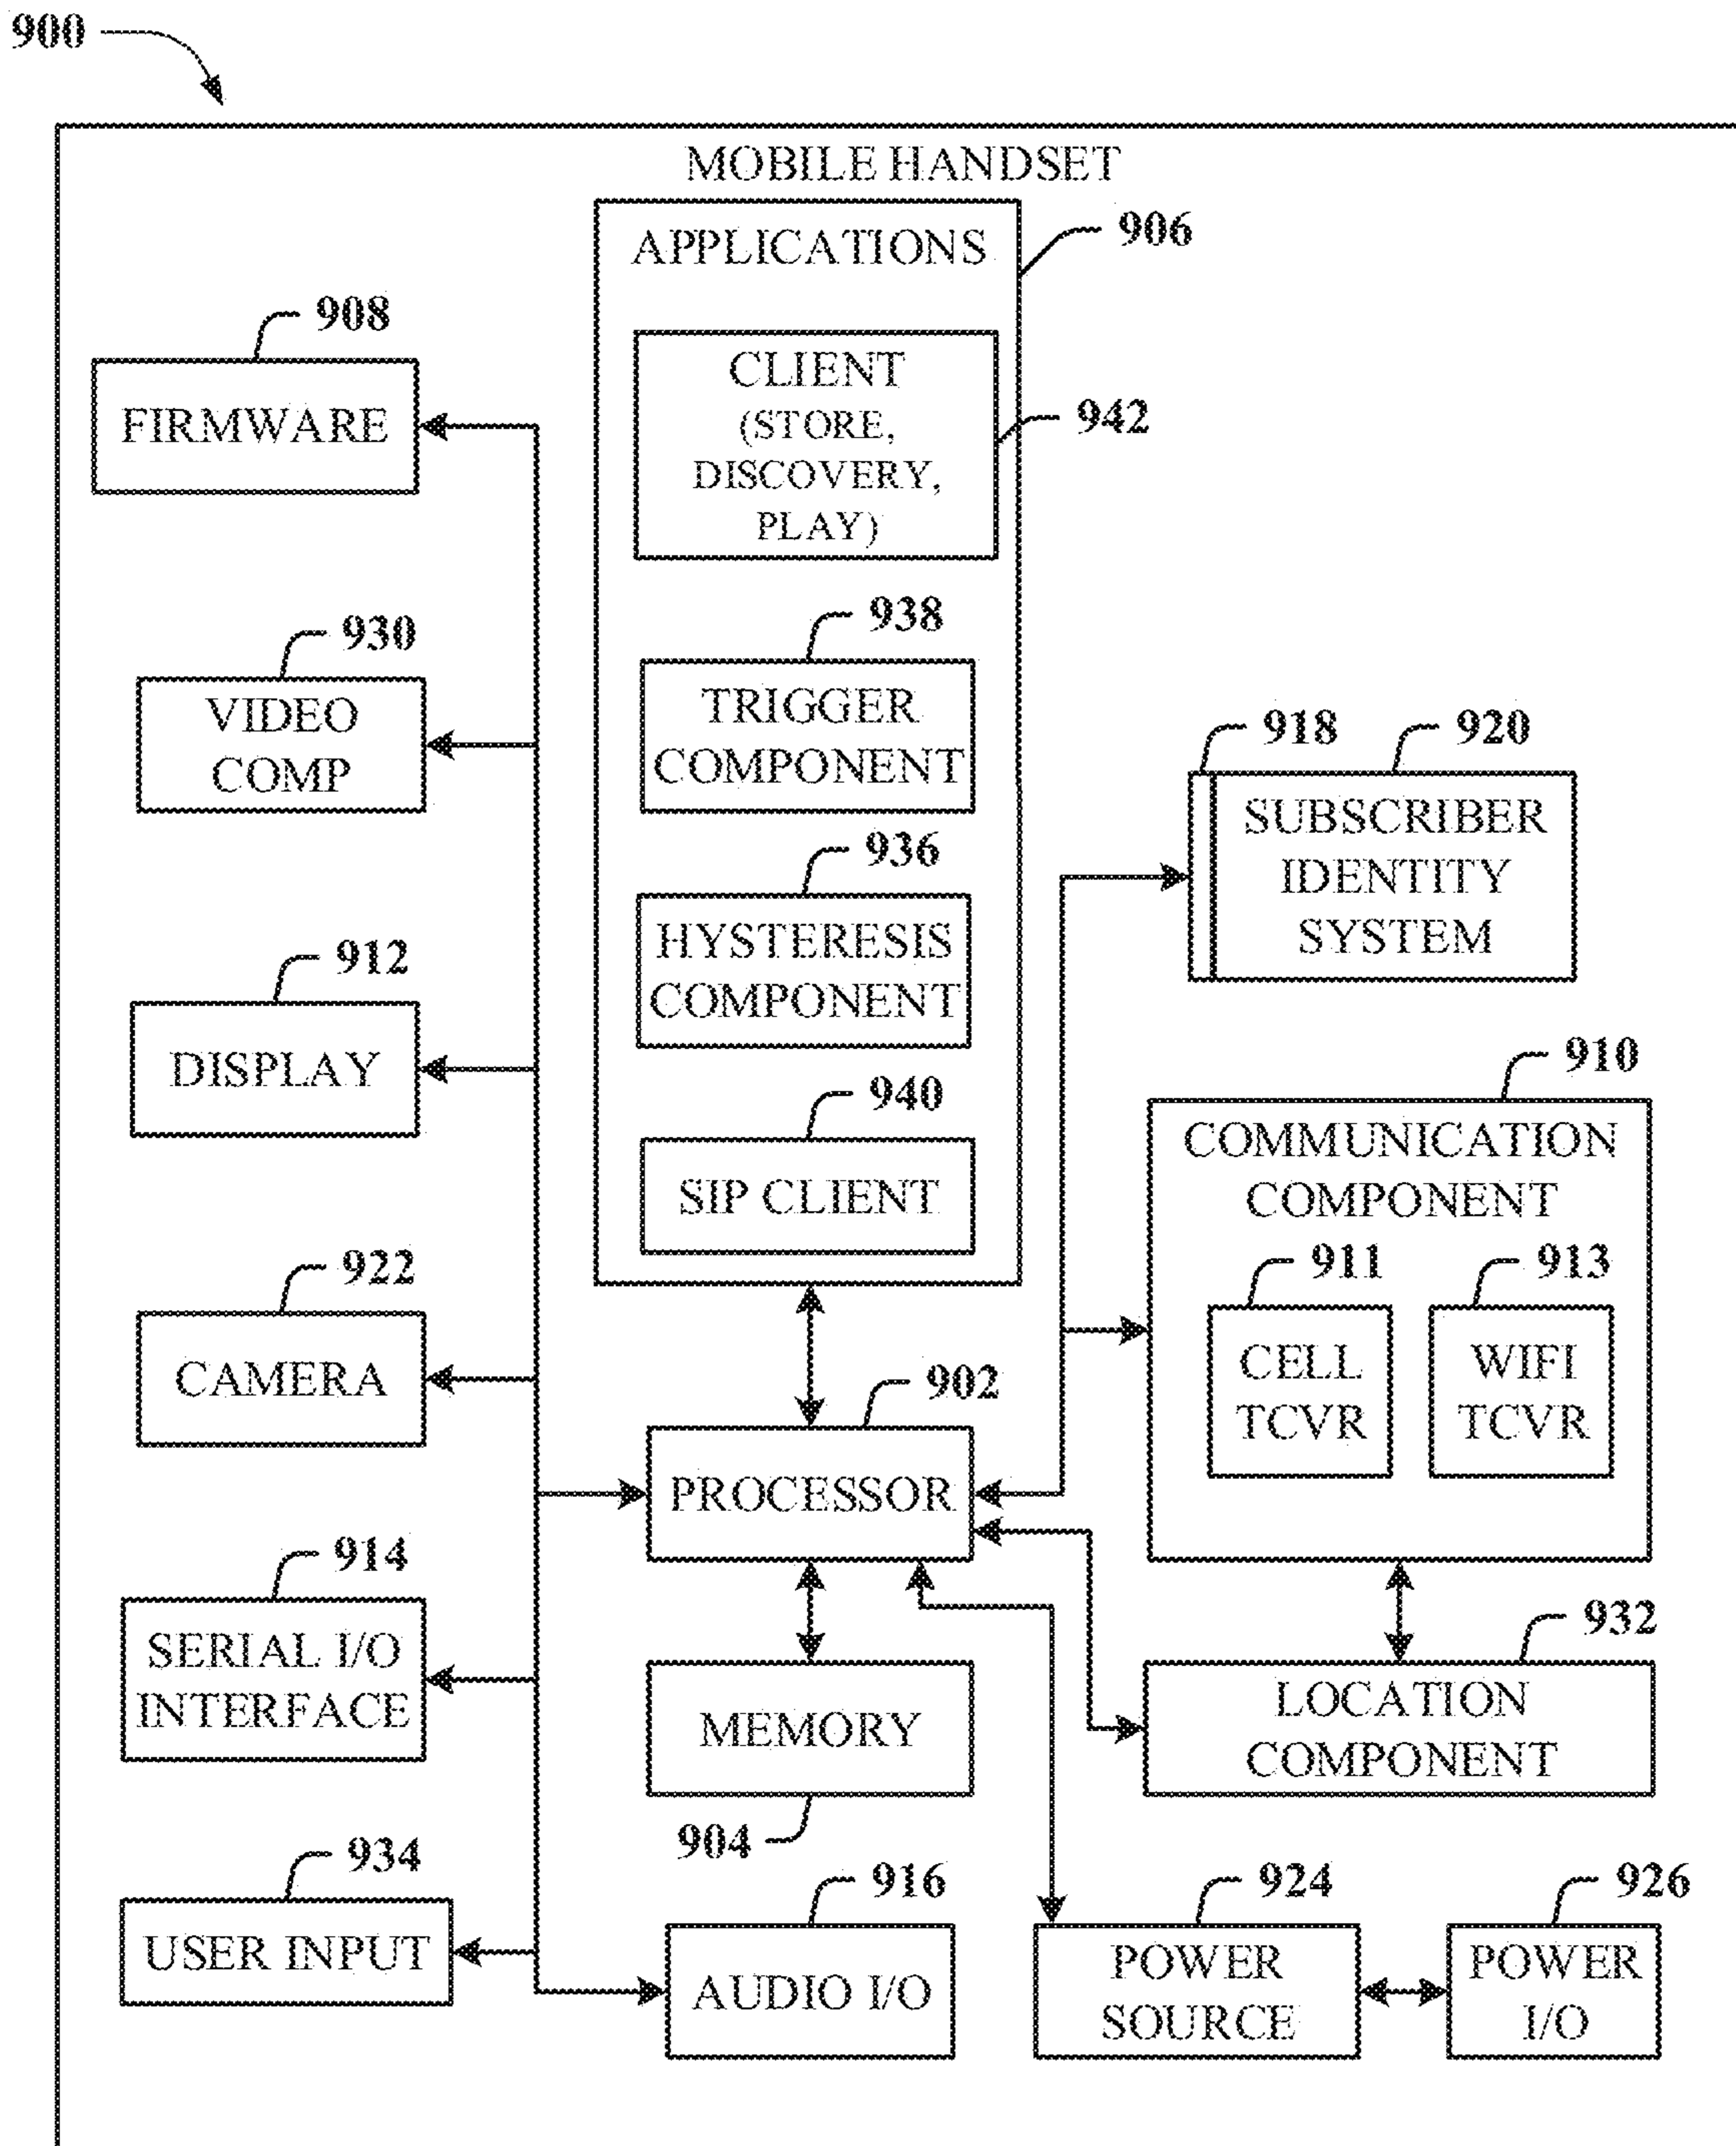 900
MOBILE HANDSET
906
APPLICATIONS
942
CLIENT
(STORE,
DISCOVERY,
PLAY)
938
TRIGGER
COMPONENT
936
HYSTERESIS
COMPONENT
940
SIP CLIENT
908
FIRMWARE
930
VIDEO
COMP
912
DISPLAY
922
CAMERA
914
SERIAL I/O
INTERFACE
934
USER INPUT
902
PROCESSOR
MEMORY
904
916
AUDIO I/O
918
920
SUBSCRIBER
IDENTITY
SYSTEM
910
COMMUNICATION
COMPONENT
911
CELL
TCVR
913
WIFI
TCVR
932
LOCATION
COMPONENT
924
POWER
SOURCE
926
POWER
I/O